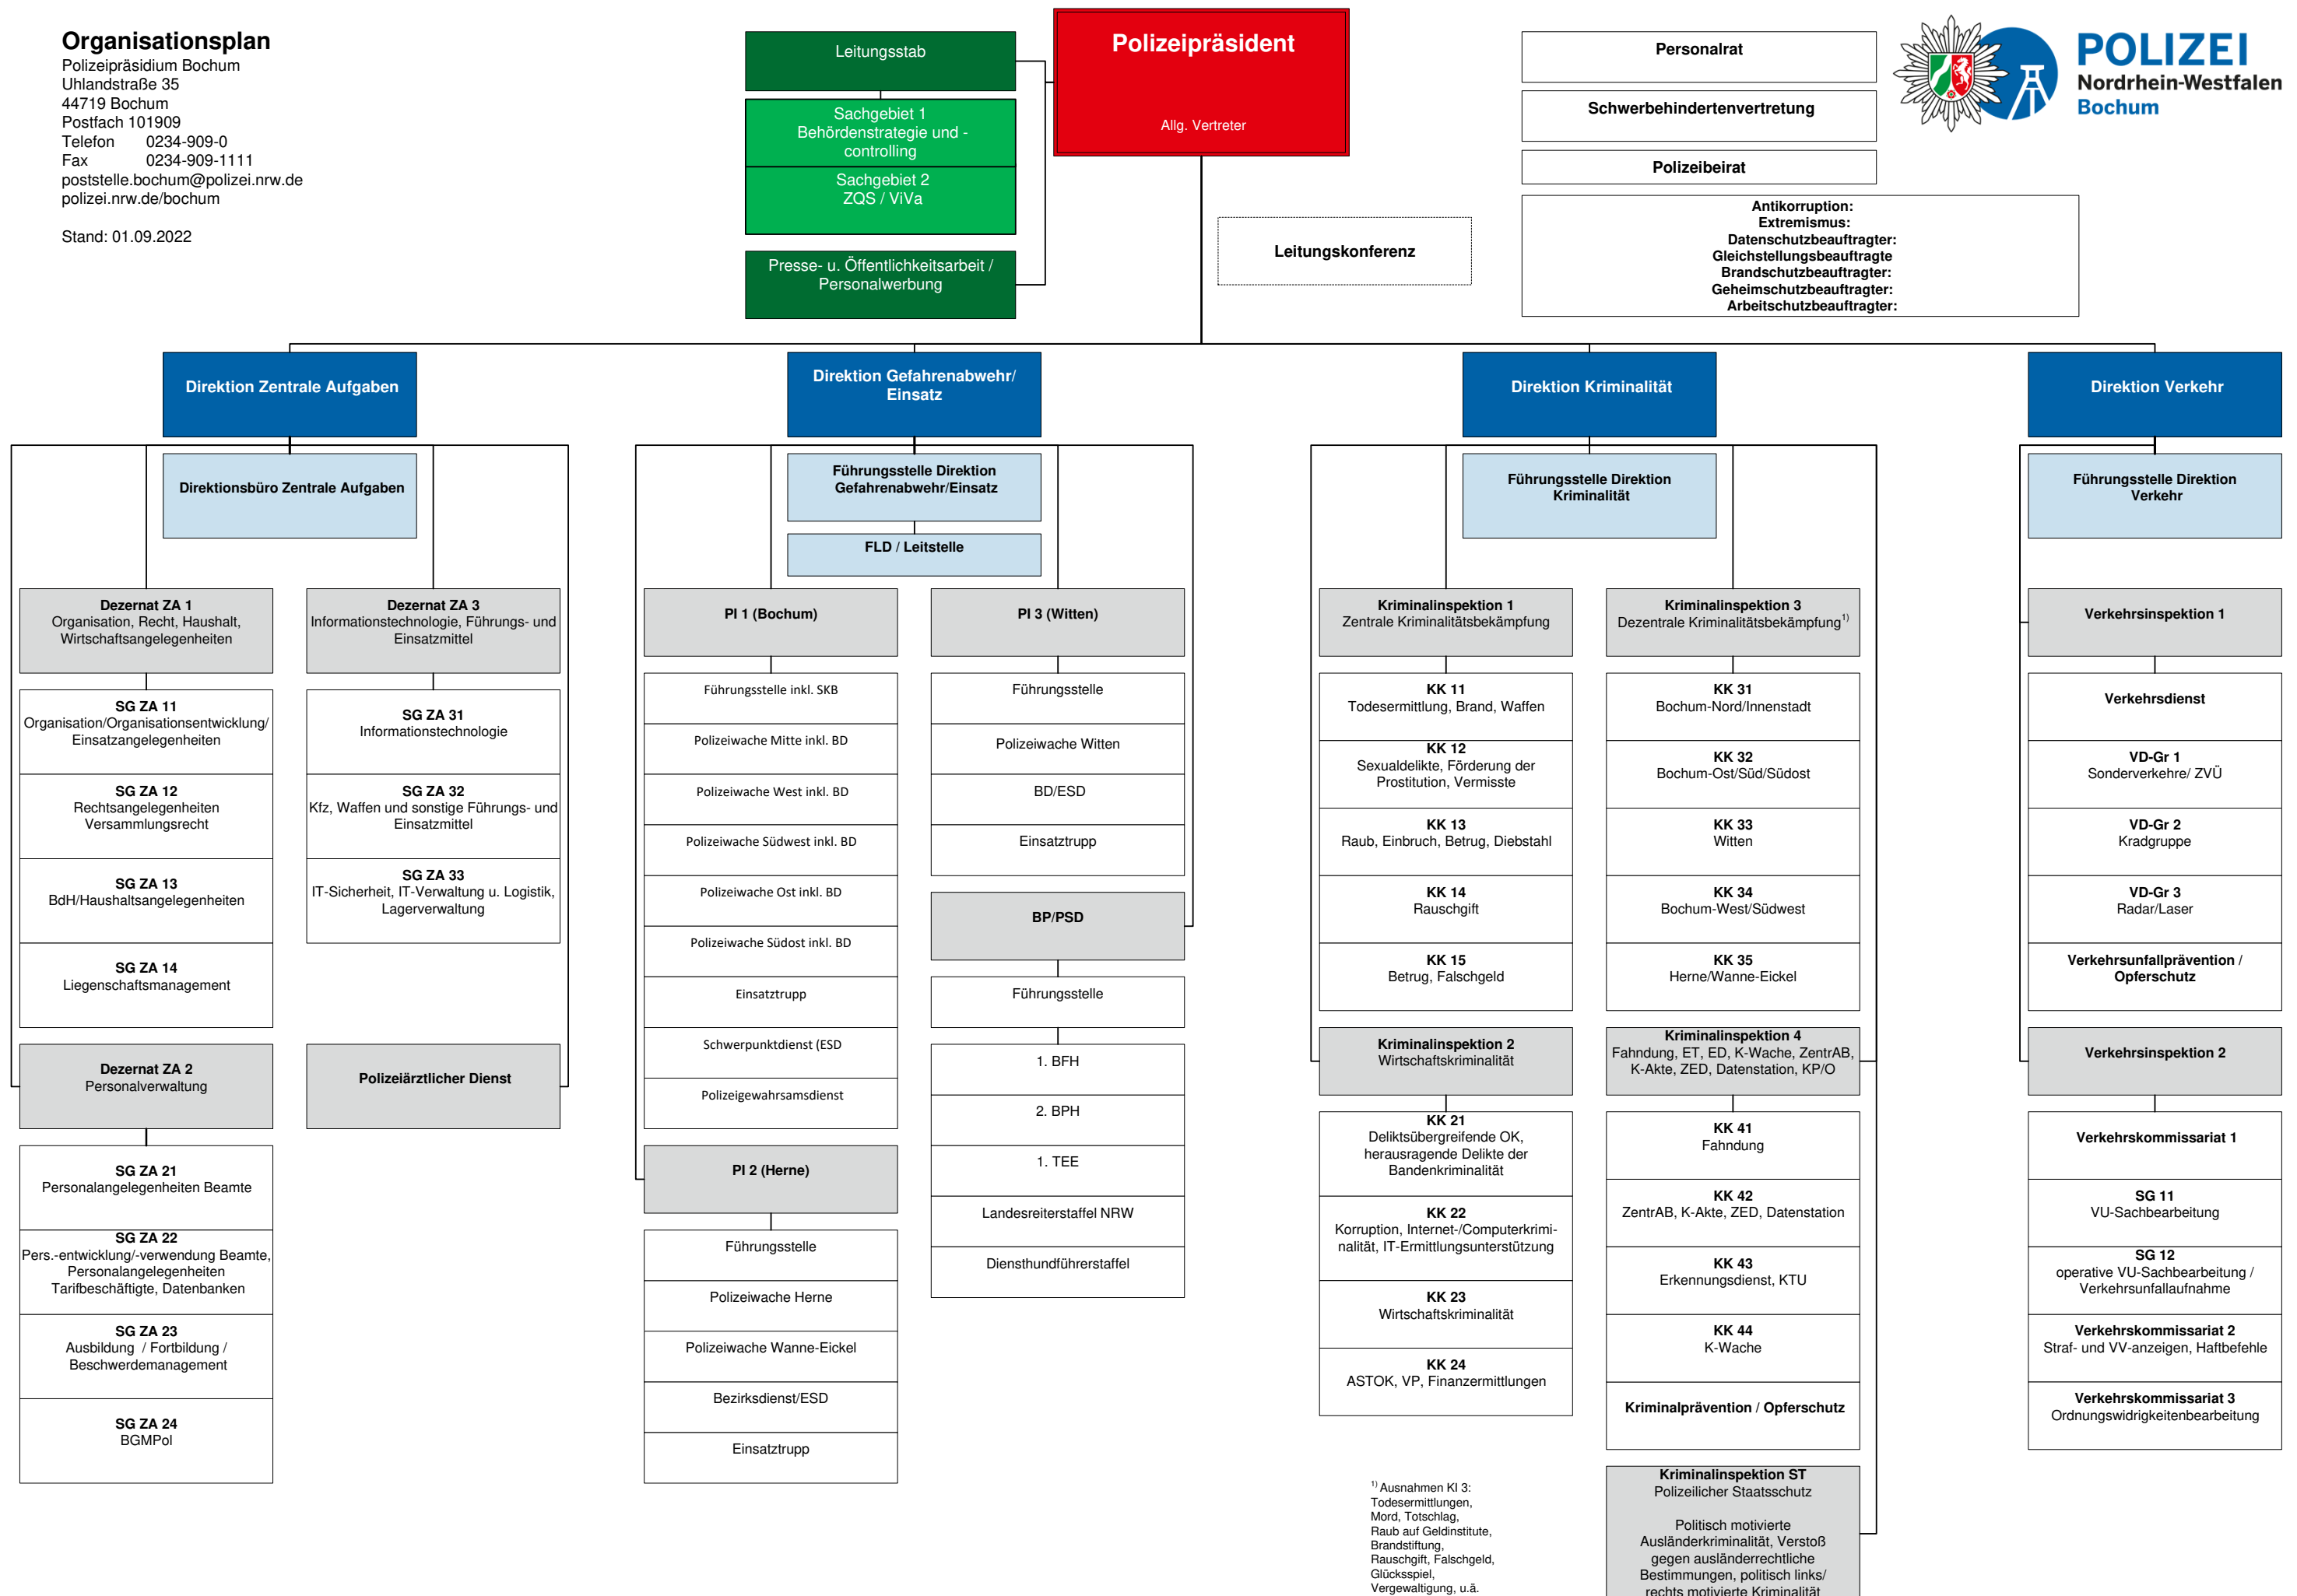 Organisationsplan
Polizeipräsidium Bochum
Uhlandstraße 35
44719 Bochum
Postfach 101909
Telefon 0234-909-0
Fax 0234-909-1111
poststelle.bochum@polizei.nrw.de
polizei.nrw.de/bochum
Stand: 01.09.2022
Leitungsstab
Sachgebiet 1
Behördenstrategie und -
controlling
Sachgebiet 2
ZQS / ViVa
Presse- u. Öffentlichkeitsarbeit /
Personalwerbung
Polizeipräsident
Allg. Vertreter
Leitungskonferenz
Personalrat
Schwerbehindertenvertretung
Polizeibeirat
Antikorruption:
Extremismus:
Datenschutzbeauftragter:
Gleichstellungsbeauftragte
Brandschutzbeauftragter:
Geheimschutzbeauftragter:
Arbeitschutzbeauftragter:
POLIZEI
Nordrhein-Westfalen
Bochum
Direktion Zentrale Aufgaben
Direktionsbüro Zentrale Aufgaben
Dezernat ZA 1
Organisation, Recht, Haushalt,
Wirtschaftsangelegenheiten
SG ZA 11
Organisation/Organisationsentwicklung/
Einsatzangelegenheiten
SG ZA 12
Rechtsangelegenheiten
Versammlungsrecht
SG ZA 13
BdH/Haushaltsangelegenheiten
SG ZA 14
Liegenschaftsmanagement
Dezernat ZA 2
Personalverwaltung
SG ZA 21
Personalangelegenheiten Beamte
SG ZA 22
Pers.-entwicklung/-verwendung Beamte,
Personalangelegenheiten
Tarifbeschäftigte, Datenbanken
SG ZA 23
Ausbildung / Fortbildung /
Beschwerdemanagement
SG ZA 24
BGMPol
Dezernat ZA 3
Informationstechnologie, Führungs- und
Einsatzmittel
SG ZA 31
Informationstechnologie
SG ZA 32
Kfz, Waffen und sonstige Führungs- und
Einsatzmittel
SG ZA 33
IT-Sicherheit, IT-Verwaltung u. Logistik,
Lagerverwaltung
Polizeiärztlicher Dienst
Direktion Gefahrenabwehr/
Einsatz
Führungsstelle Direktion
Gefahrenabwehr/Einsatz
FLD / Leitstelle
PI 1 (Bochum)
Führungsstelle inkl. SKB
Polizeiwache Mitte inkl. BD
Polizeiwache West inkl. BD
Polizeiwache Südwest inkl. BD
Polizeiwache Ost inkl. BD
Polizeiwache Südost inkl. BD
Einsatztrupp
Schwerpunktdienst (ESD
Polizeigewahrsamsdienst
PI 2 (Herne)
Führungsstelle
Polizeiwache Herne
Polizeiwache Wanne-Eickel
Bezirksdienst/ESD
Einsatztrupp
PI 3 (Witten)
Führungsstelle
Polizeiwache Witten
BD/ESD
Einsatztrupp
BP/PSD
Führungsstelle
1. BFH
2. BPH
1. TEE
Landesreiterstaffel NRW
Diensthundführerstaffel
Direktion Kriminalität
Führungsstelle Direktion
Kriminalität
Kriminalinspektion 1
Zentrale Kriminalitätsbekämpfung
KK 11
Todesermittlung, Brand, Waffen
KK 12
Sexualdelikte, Förderung der
Prostitution, Vermisste
KK 13
Raub, Einbruch, Betrug, Diebstahl
KK 14
Rauschgift
KK 15
Betrug, Falschgeld
Kriminalinspektion 2
Wirtschaftskriminalität
KK 21
Deliktsübergreifende OK,
herausragende Delikte der
Bandenkriminalität
KK 22
Korruption, Internet-/Computerkrimi-
nalität, IT-Ermittlungsunterstützung
KK 23
Wirtschaftskriminalität
KK 24
ASTOK, VP, Finanzermittlungen
1) Ausnahmen KI 3:
Todesermittlungen,
Mord, Totschlag,
Raub auf Geldinstitute,
Brandstiftung,
Rauschgift, Falschgeld,
Glücksspiel,
Vergewaltigung, u.ä.
Kriminalinspektion 3
Dezentrale Kriminalitätsbekämpfung1)
KK 31
Bochum-Nord/Innenstadt
KK 32
Bochum-Ost/Süd/Südost
KK 33
Witten
KK 34
Bochum-West/Südwest
KK 35
Herne/Wanne-Eickel
Kriminalinspektion 4
Fahndung, ET, ED, K-Wache, ZentrAB,
K-Akte, ZED, Datenstation, KP/O
KK 41
Fahndung
KK 42
ZentrAB, K-Akte, ZED, Datenstation
KK 43
Erkennungsdienst, KTU
KK 44
K-Wache
Kriminalprävention / Opferschutz
Kriminalinspektion ST
Polizeilicher Staatsschutz
Politisch motivierte
Ausländerkriminalität, Verstoß
gegen ausländerrechtliche
Bestimmungen, politisch links/
rechts motivierte Kriminalität
Direktion Verkehr
Führungsstelle Direktion
Verkehr
Verkehrsinspektion 1
Verkehrsdienst
VD-Gr 1
Sonderverkehre/ ZVÜ
VD-Gr 2
Kradgruppe
VD-Gr 3
Radar/Laser
Verkehrsunfallprävention /
Opferschutz
Verkehrsinspektion 2
Verkehrskommissariat 1
SG 11
VU-Sachbearbeitung
SG 12
operative VU-Sachbearbeitung /
Verkehrsunfallaufnahme
Verkehrskommissariat 2
Straf- und VV-anzeigen, Haftbefehle
Verkehrskommissariat 3
Ordnungswidrigkeitenbearbeitung